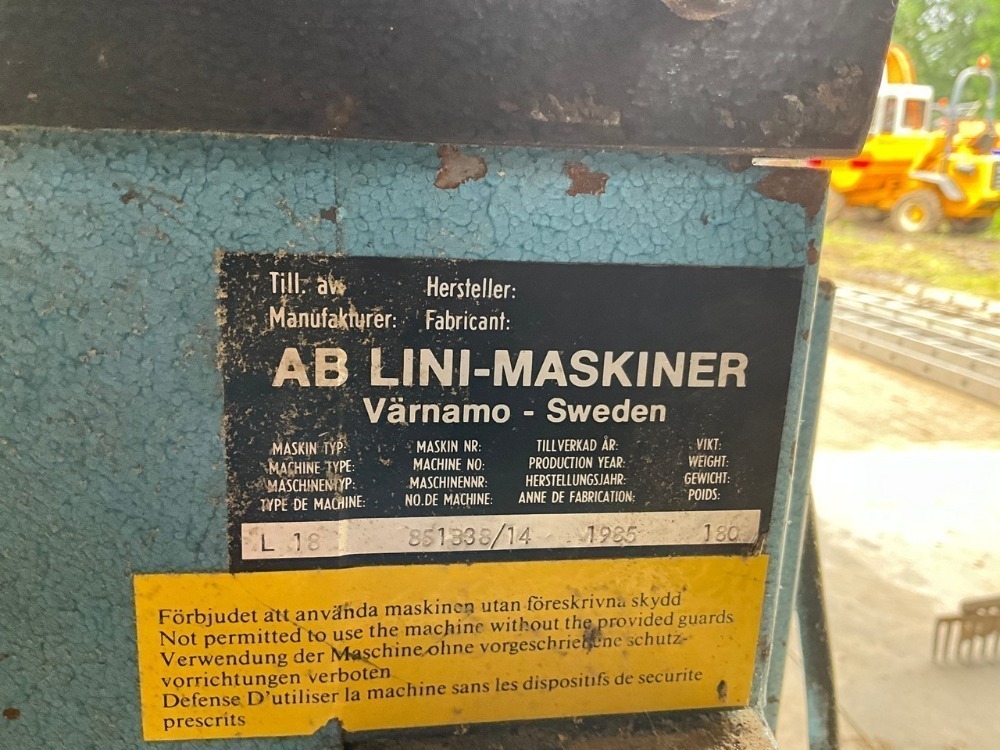 Till. av Hersteller:
Manufakturer: Fabricant:
AB LINI-MASKINER
Värnamo - Sweden
MASKIN TYP: MASKIN NR: TILLVERKAD ÅR: VIKT:
MACHINE TYPE: MACHINE NO: PRODUCTION YEAR: WEIGHT:
MASCHINENTYP: MASCHINENNR: HERSTELLUNGSJAHR: GEWICHT:
TYPE DE MACHINE: NO.DE MACHINE: ANNE DE FABRICATION: POIDS:
L 18 1985 180
Förbjudet att använda maskinen utan föreskrivna skydd
Not permitted to use the machine without the provided guards
Verwendung der Maschine ohne vorgeschriebene schutz-
vorrichtungen verboten
Defense D'utiliser la machine sans les dispositifs de securite
prescrits